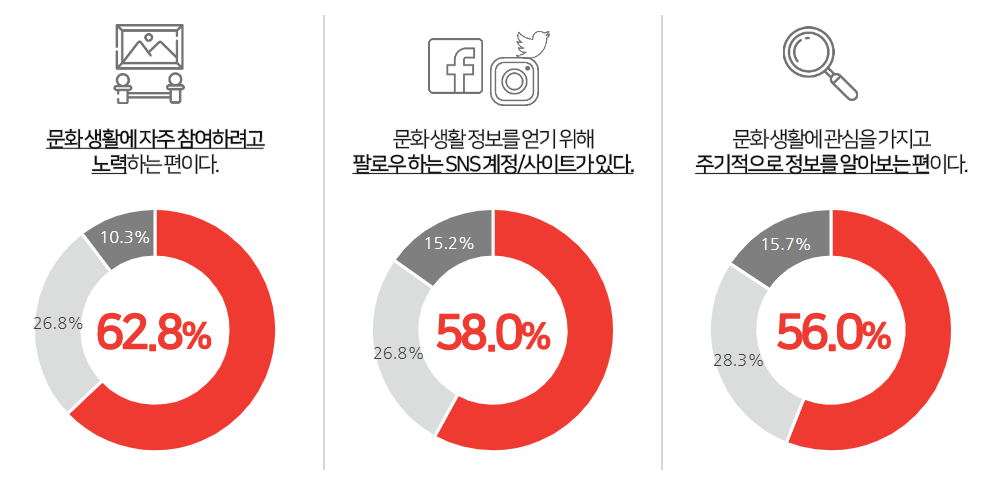 문화·생활에 자주 참여하려고
노력하는 편이다.
10.3%
26.8%
62.8%
문화·생활 정보를 얻기 위해
팔로우 하는 SNS 계정/사이트가 있다.
15.2%
26.8%
58.0%
문화·생활에 관심을 가지고
주기적으로 정보를 알아보는 편이다.
15.7%
28.3%
56.0%